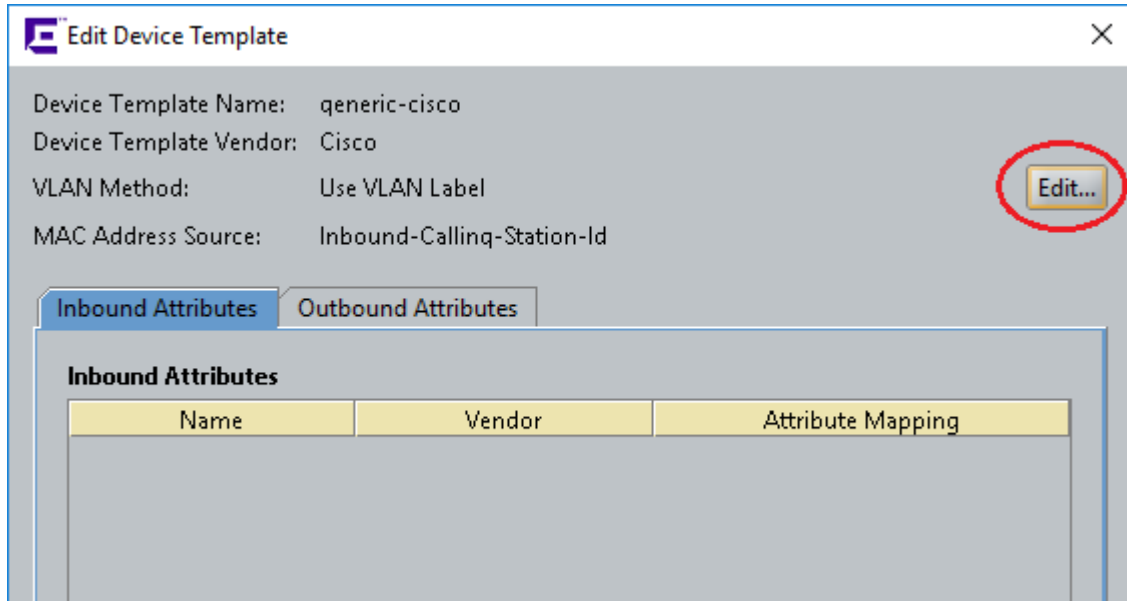 Edit Device Template
Device Template Name: generic-cisco
Device Template Vendor: Cisco
VLAN Method: Use VLAN Label
Edit...
MAC Address Source: Inbound-Calling-Station-Id
Inbound Attributes Outbound Attributes
Inbound Attributes
Name Vendor Attribute Mapping